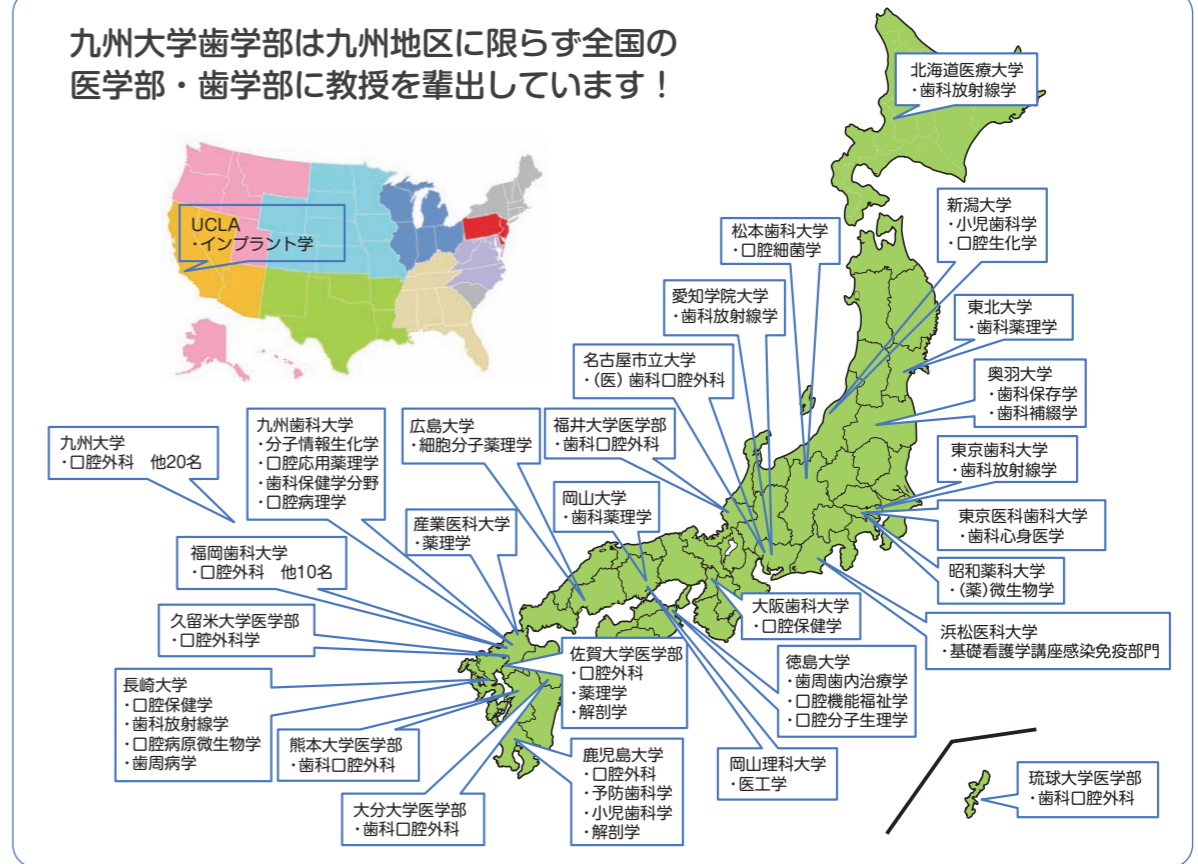 九州大学歯学部は九州地区に限らず全国の
医学部・歯学部に教授を輩出しています！
北海道医療大学
・歯科放射線学
UCLA
・インプラント学
新潟大学
・小児歯科学
・口腔生化学
松本歯科大学
・口腔細菌学
愛知学院大学
・歯科放射線学
東北大学
・歯科薬理学
名古屋市立大学
・（医）歯科口腔外科
奥羽大学
・歯科保存学
・歯科補綴学
九州大学
・口腔外科　他20名
九州歯科大学
・分子情報生化学
・口腔応用薬理学
・歯科保健学分野
・口腔病理学
広島大学
・細胞分子薬理学
福井大学医学部
・歯科口腔外科
東京歯科大学
・歯科放射線学
岡山大学
・歯科薬理学
産業医科大学
・薬理学
東京医科歯科大学
・歯科心身医学
福岡歯科大学
・口腔外科　他10名
昭和薬科大学
・（薬）微生物学
大阪歯科大学
・口腔保健学
久留米大学医学部
・口腔外科学
浜松医科大学
・基礎看護学講座感染免疫部門
佐賀大学医学部
・口腔外科
・薬理学
・解剖学
徳島大学
・歯周歯内治療学
・口腔機能福祉学
・口腔分子生理学
長崎大学
・口腔保健学
・歯科放射線学
・口腔病原微生物学
・歯周病学
熊本大学医学部
・歯科口腔外科
鹿児島大学
・口腔外科
・予防歯科学
・小児歯科学
・解剖学
岡山理科大学
・医工学
琉球大学医学部
・歯科口腔外科
大分大学医学部
・歯科口腔外科